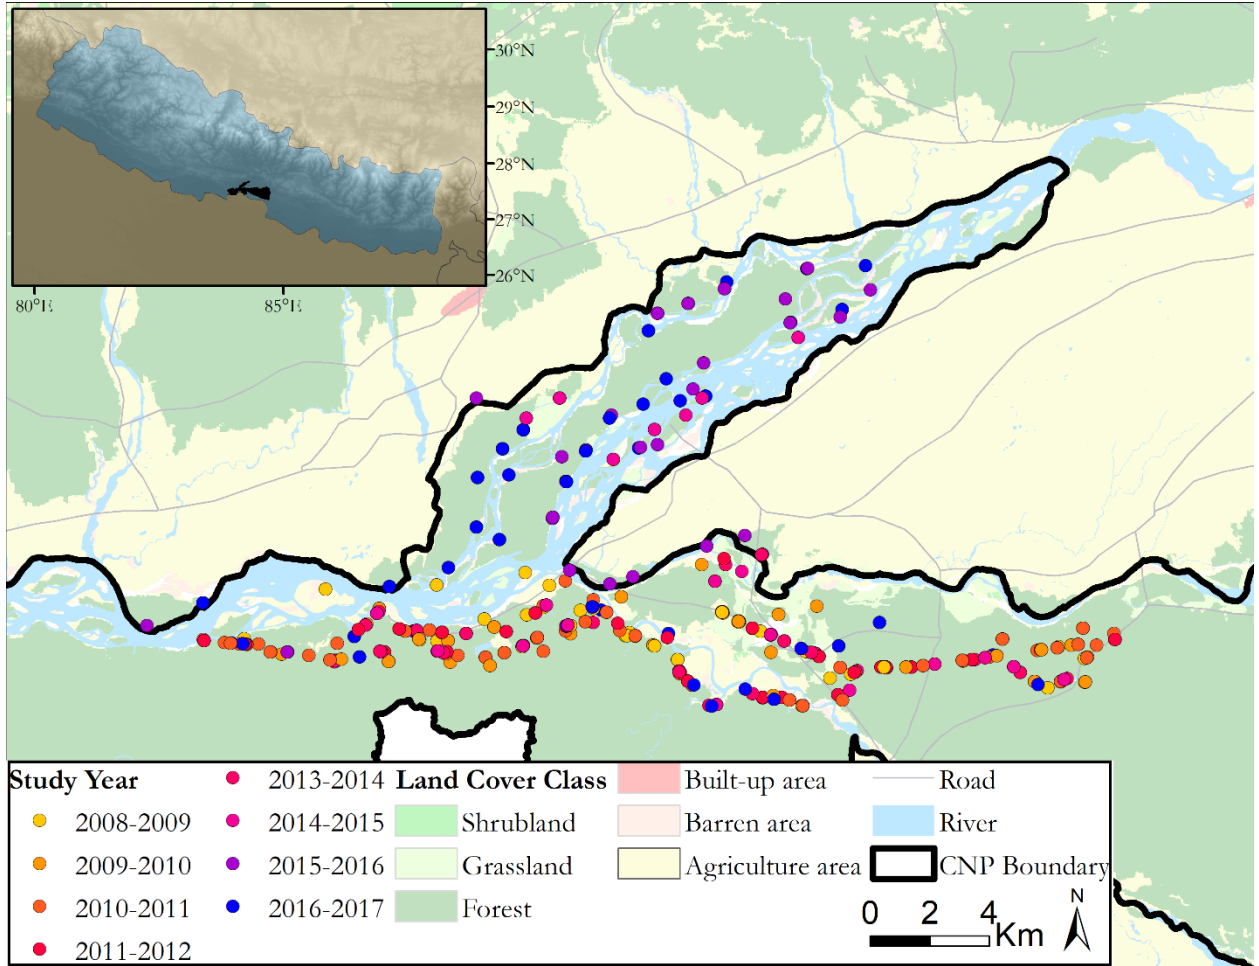 30°N
29°N
28°N
27°N
26°N
80°E
85°E
Study Year
2008-2009
2009-2010
2010-2011
2011-2012
2013-2014
2014-2015
2015-2016
2016-2017
Land Cover Class
Shrubland
Grassland
Forest
Built-up area
Barren area
Agriculture area
Road
River
CNP Boundary
0 2 4
Km
N